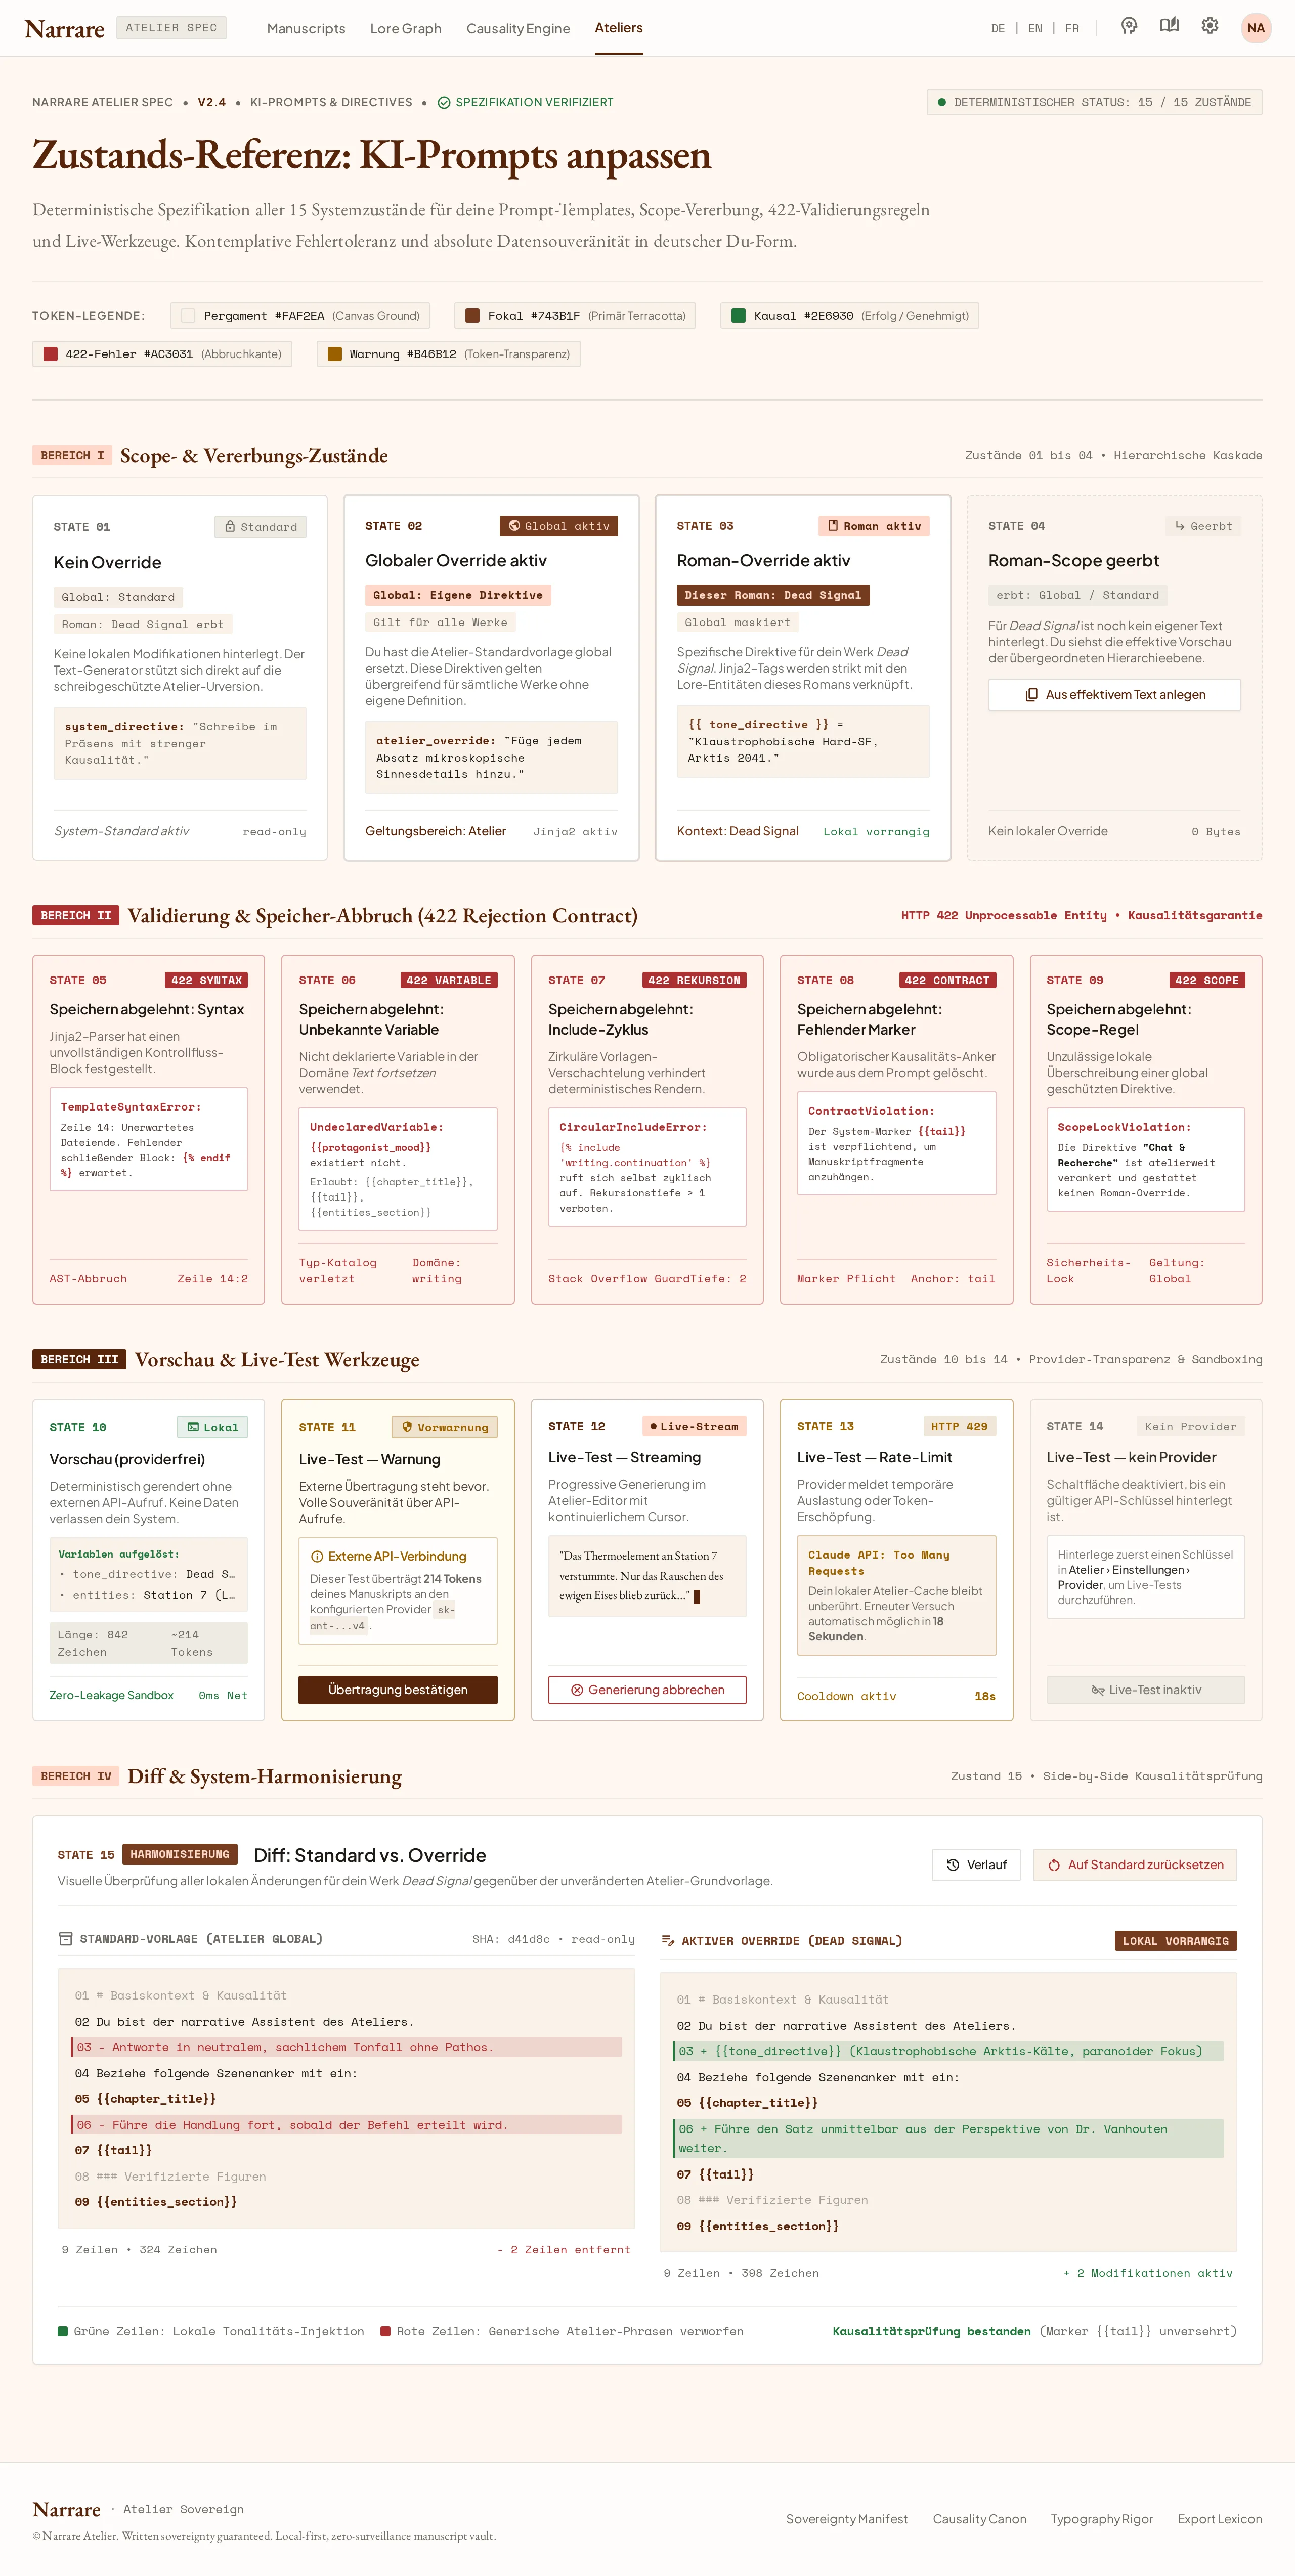 Narrare
ATELIER SPEC
Manuscripts
Lore Graph
Causality Engine
Ateliers
DE | EN | FR
NA
NARRARE ATELIER SPEC • V2.4 • KI-PROMPTS & DIRECTIVES • SPEZIFIKATION VERIFIZIERT
DETERMINISTISCHER STATUS: 15 / 15 ZUSTÄNDE
Zustands-Referenz: KI-Prompts anpassen
Deterministische Spezifikation aller 15 Systemzustände für deine Prompt-Templates, Scope-Vererbung, 422-Validierungsregeln
und Live-Werkzeuge. Kontemplative Fehlertoleranz und absolute Datensouveränität in deutscher Du-Form.
TOKEN-LEGENDE:
Pergament #FAF2EA (Canvas Ground)
Fokal #743B1F (Primär Terracotta)
Kausal #2E6930 (Erfolg / Genehmigt)
422-Fehler #AC3031 (Abbruchkante)
Warnung #B46B12 (Token-Transparenz)
BEREICH I
Scope- & Vererbungs-Zustände
Zustände 01 bis 04 • Hierarchische Kaskade
STATE 01
Standard
Kein Override
Global: Standard
Roman: Dead Signal erbt
Keine lokalen Modifikationen hinterlegt. Der
Text-Generator stützt sich direkt auf die
schreibgeschützte Atelier-Urversion.
system_directive: "Schreibe im
Präsens mit strenger
Kausalität."
System-Standard aktiv
read-only
STATE 02
Global aktiv
Globaler Override aktiv
Global: Eigene Direktive
Gilt für alle Werke
Du hast die Atelier-Standardvorlage global
ersetzt. Diese Direktiven gelten
übergreifend für sämtliche Werke ohne
eigene Definition.
atelier_override: "Füge jedem
Absatz mikroskopische
Sinnesdetails hinzu."
Geltungsbereich: Atelier
Jinja2 aktiv
STATE 03
Roman aktiv
Roman-Override aktiv
Dieser Roman: Dead Signal
Global maskiert
Spezifische Direktive für dein Werk Dead
Signal. Jinja2-Tags werden strikt mit den
Lore-Entitäten dieses Romans verknüpft.
{{ tone_directive }} =
"Klaustrophobische Hard-SF,
Arktis 2041."
Kontext: Dead Signal
Lokal vorrangig
STATE 04
Geerbt
Roman-Scope geerbt
erbt: Global / Standard
Für Dead Signal ist noch kein eigener Text
hinterlegt. Du siehst die effektive Vorschau
der übergeordneten Hierarchieebene.
Aus effektivem Text anlegen
Kein lokaler Override
0 Bytes
BEREICH II
Validierung & Speicher-Abbruch (422 Rejection Contract)
HTTP 422 Unprocessable Entity • Kausalitätsgarantie
STATE 05
422 SYNTAX
Speichern abgelehnt: Syntax
Jinja2-Parser hat einen
unvollständigen Kontrollfluss-
Block festgestellt.
TemplateSyntaxError:
Zeile 14: Unerwartetes
Dateiende. Fehlender
schließender Block: {% endif
%} erwartet.
AST-Abbruch
Zeile 14:2
STATE 06
422 VARIABLE
Speichern abgelehnt:
Unbekannte Variable
Nicht deklarierte Variable in der
Domäne Text fortsetzen
verwendet.
UndeclaredVariable:
{{protagonist_mood}}
existiert nicht.
Erlaubt: {{chapter_title}},
{{tail}},
{{entities_section}}
Typ-Katalog
verletzt
Domäne:
writing
STATE 07
422 REKURSION
Speichern abgelehnt:
Include-Zyklus
Zirkuläre Vorlagen-
Verschachtelung verhindert
deterministisches Rendern.
CircularIncludeError:
{% include
'writing.continuation' %}
ruft sich selbst zyklisch
auf. Rekursionstiefe > 1
verboten.
Stack Overflow Guard
Tiefe: 2
STATE 08
422 CONTRACT
Speichern abgelehnt:
Fehlender Marker
Obligatorischer Kausalitäts-Anker
wurde aus dem Prompt gelöscht.
ContractViolation:
Der System-Marker {{tail}}
ist verpflichtend, um
Manuskriptfragmente
anzuhängen.
Marker Pflicht
Anchor: tail
STATE 09
422 SCOPE
Speichern abgelehnt:
Scope-Regel
Unzulässige lokale
Überschreibung einer global
geschützten Direktive.
ScopeLockViolation:
Die Direktive "Chat &
Recherche" ist atelierweit
verankert und gestattet
keinen Roman-Override.
Sicherheits-
Lock
Geltung:
Global
BEREICH III
Vorschau & Live-Test Werkzeuge
Zustände 10 bis 14 • Provider-Transparenz & Sandboxing
STATE 10
Lokal
Vorschau (providerfrei)
Deterministisch gerendert ohne
externen API-Aufruf. Keine Daten
verlassen dein System.
Variablen aufgelöst:
• tone_directive: Dead S…
• entities: Station 7 (L…
Länge: 842
Zeichen
~214
Tokens
Zero-Leakage Sandbox
0ms Net
STATE 11
Vorwarnung
Live-Test — Warnung
Externe Übertragung steht bevor.
Volle Souveränität über API-
Aufrufe.
Externe API-Verbindung
Dieser Test überträgt 214 Tokens
deines Manuskripts an den
konfigurierten Provider sk-
ant-...v4 .
Übertragung bestätigen
STATE 12
Live-Stream
Live-Test — Streaming
Progressive Generierung im
Atelier-Editor mit
kontinuierlichem Cursor.
"Das Thermoelement an Station 7
verstummte. Nur das Rauschen des
ewigen Eises blieb zurück..."
Generierung abbrechen
STATE 13
HTTP 429
Live-Test — Rate-Limit
Provider meldet temporäre
Auslastung oder Token-
Erschöpfung.
Claude API: Too Many
Requests
Dein lokaler Atelier-Cache bleibt
unberührt. Erneuter Versuch
automatisch möglich in 18
Sekunden.
Cooldown aktiv
18s
STATE 14
Kein Provider
Live-Test — kein Provider
Schaltfläche deaktiviert, bis ein
gültiger API-Schlüssel hinterlegt
ist.
Hinterlege zuerst einen Schlüssel
in Atelier › Einstellungen ›
Provider, um Live-Tests
durchzuführen.
Live-Test inaktiv
BEREICH IV
Diff & System-Harmonisierung
Zustand 15 • Side-by-Side Kausalitätsprüfung
STATE 15
HARMONISIERUNG
Diff: Standard vs. Override
Visuelle Überprüfung aller lokalen Änderungen für dein Werk Dead Signal gegenüber der unveränderten Atelier-Grundvorlage.
Verlauf
Auf Standard zurücksetzen
STANDARD-VORLAGE (ATELIER GLOBAL)
SHA: d41d8c • read-only
01 # Basiskontext & Kausalität
02 Du bist der narrative Assistent des Ateliers.
03 - Antworte in neutralem, sachlichem Tonfall ohne Pathos.
04 Beziehe folgende Szenenanker mit ein:
05 {{chapter_title}}
06 - Führe die Handlung fort, sobald der Befehl erteilt wird.
07 {{tail}}
08 ### Verifizierte Figuren
09 {{entities_section}}
9 Zeilen • 324 Zeichen
- 2 Zeilen entfernt
AKTIVER OVERRIDE (DEAD SIGNAL)
LOKAL VORRANGIG
01 # Basiskontext & Kausalität
02 Du bist der narrative Assistent des Ateliers.
03 + {{tone_directive}} (Klaustrophobische Arktis-Kälte, paranoider Fokus)
04 Beziehe folgende Szenenanker mit ein:
05 {{chapter_title}}
06 + Führe den Satz unmittelbar aus der Perspektive von Dr. Vanhouten
weiter.
07 {{tail}}
08 ### Verifizierte Figuren
09 {{entities_section}}
9 Zeilen • 398 Zeichen
+ 2 Modifikationen aktiv
Grüne Zeilen: Lokale Tonalitäts-Injektion
Rote Zeilen: Generische Atelier-Phrasen verworfen
Kausalitätsprüfung bestanden (Marker {{tail}} unversehrt)
Narrare · Atelier Sovereign
© Narrare Atelier. Written sovereignty guaranteed. Local-first, zero-surveillance manuscript vault.
Sovereignty Manifest
Causality Canon
Typography Rigor
Export Lexicon